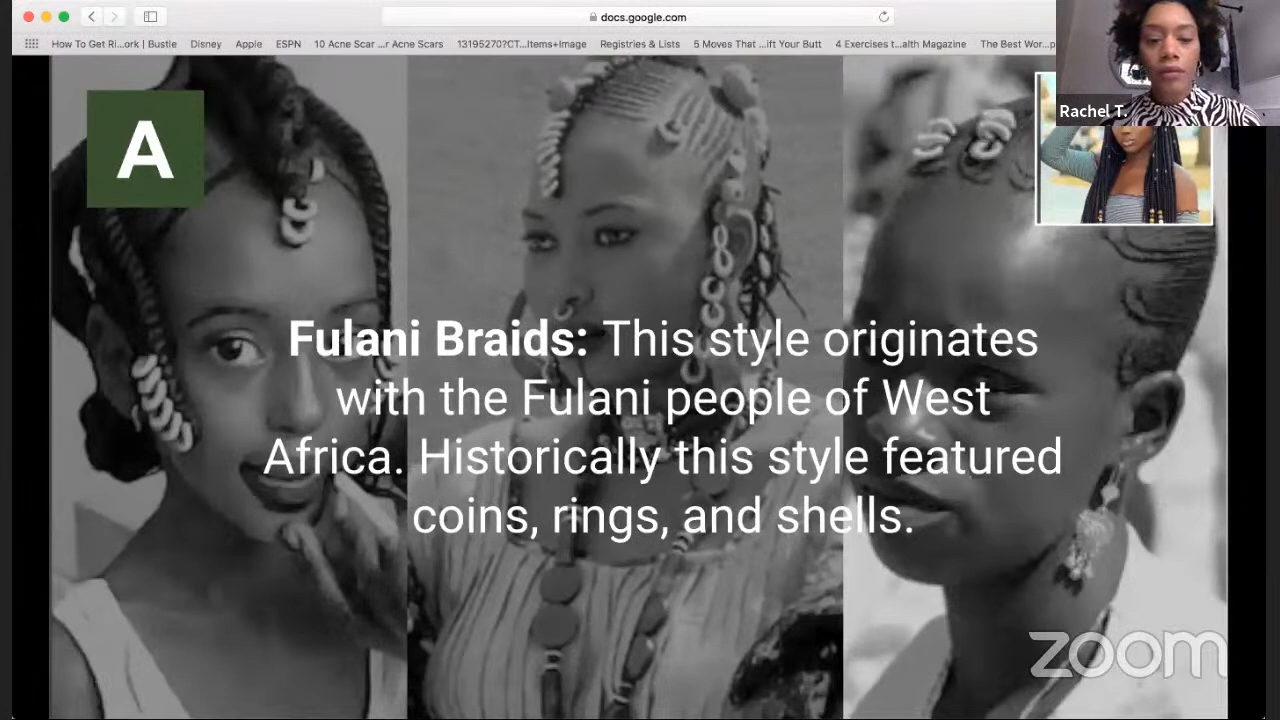 docs.google.com
How To Get Ri...ork | Bustie
Disney
Apple
ESPN
10 Acne Scar ...r Acne Scars
Registries & Lists
5 Moves That ...ift Your Butt
4 Exercises t...alth Magazine
The Best Wor...
Rachel T.
A
Fulani Braids: This style originates
with the Fulani people of West
Africa. Historically this style featured
coins, rings, and shells.
zoom